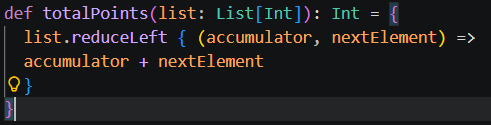 def totalPoints(list: List[Int]): Int = {
  list.reduceLeft { (accumulator, nextElement) =>
  accumulator + nextElement
  }
}